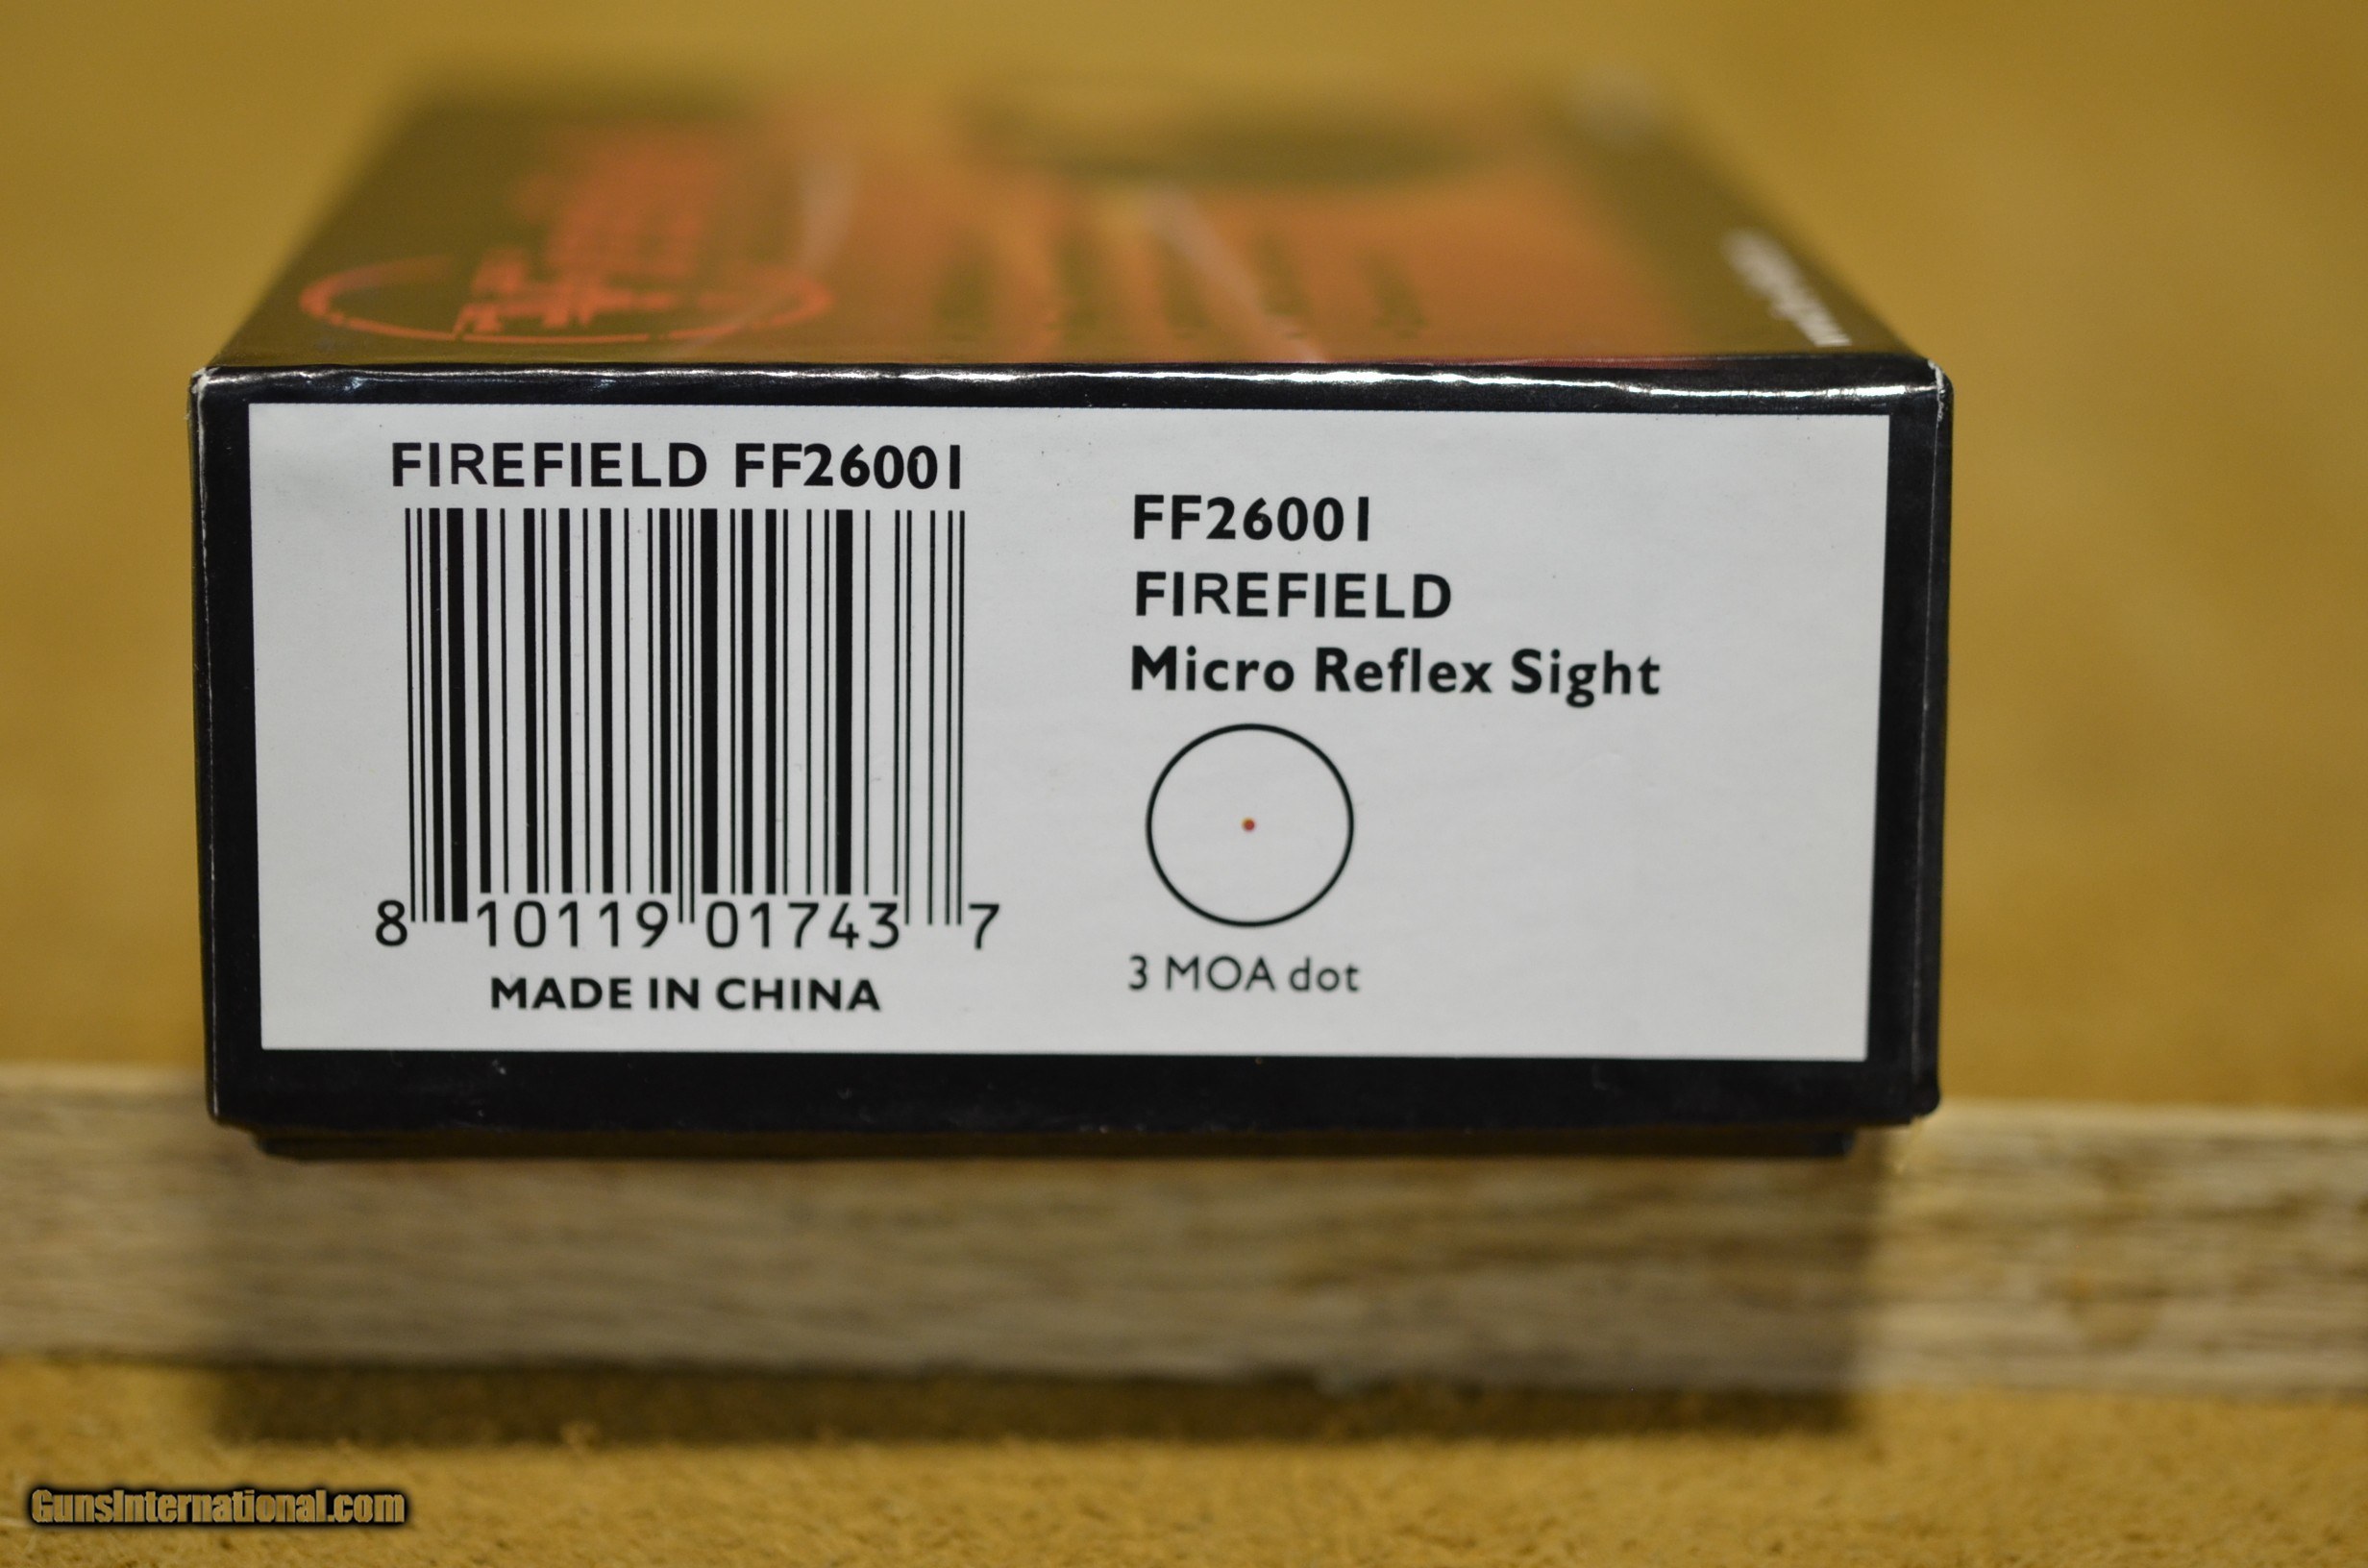 FIREFIELD FF26001
8 10119 01743 7
MADE IN CHINA
FF26001
FIREFIELD
Micro Reflex Sight
3 MOA dot
GunsInternational.com